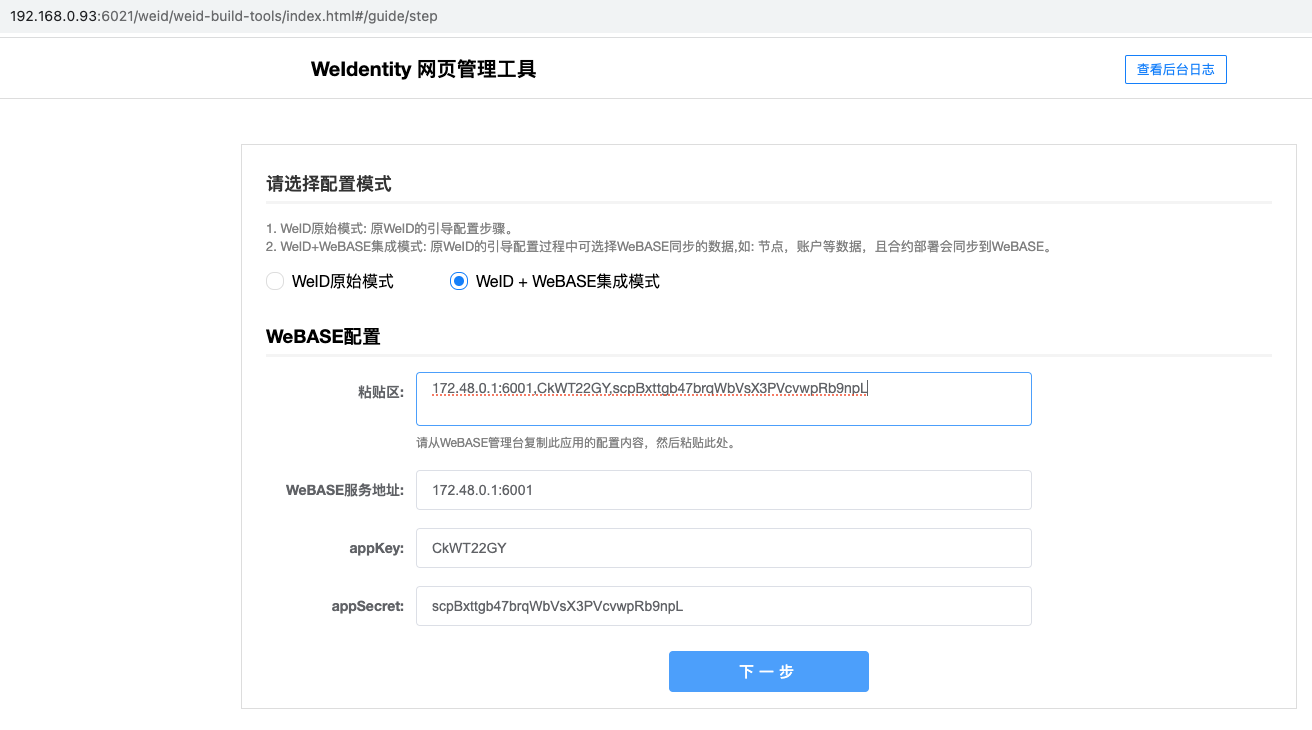 192.168.0.93:6021/weid/weid-build-tools/index.html#/guide/step
WeIdentity 网页管理工具
查看后台日志
请选择配置模式
1. WeID原始模式: 原WeID的引导配置步骤。
2. WeID+WeBASE集成模式: 原WeID的引导配置过程中可选择WeBASE同步的数据,如: 节点，账户等数据，且合约部署会同步到WeBASE。
WeID原始模式
WeID + WeBASE集成模式
WeBASE配置
粘贴区:
172.48.0.1:6001,CkWT22GY,scpBxttgb47brqWbVsX3PVcvwpRb9npL
请从WeBASE管理台复制此应用的配置内容，然后粘贴此处。
WeBASE服务地址:
172.48.0.1:6001
appKey:
CkWT22GY
appSecret:
scpBxttgb47brqWbVsX3PVcvwpRb9npL
下一步